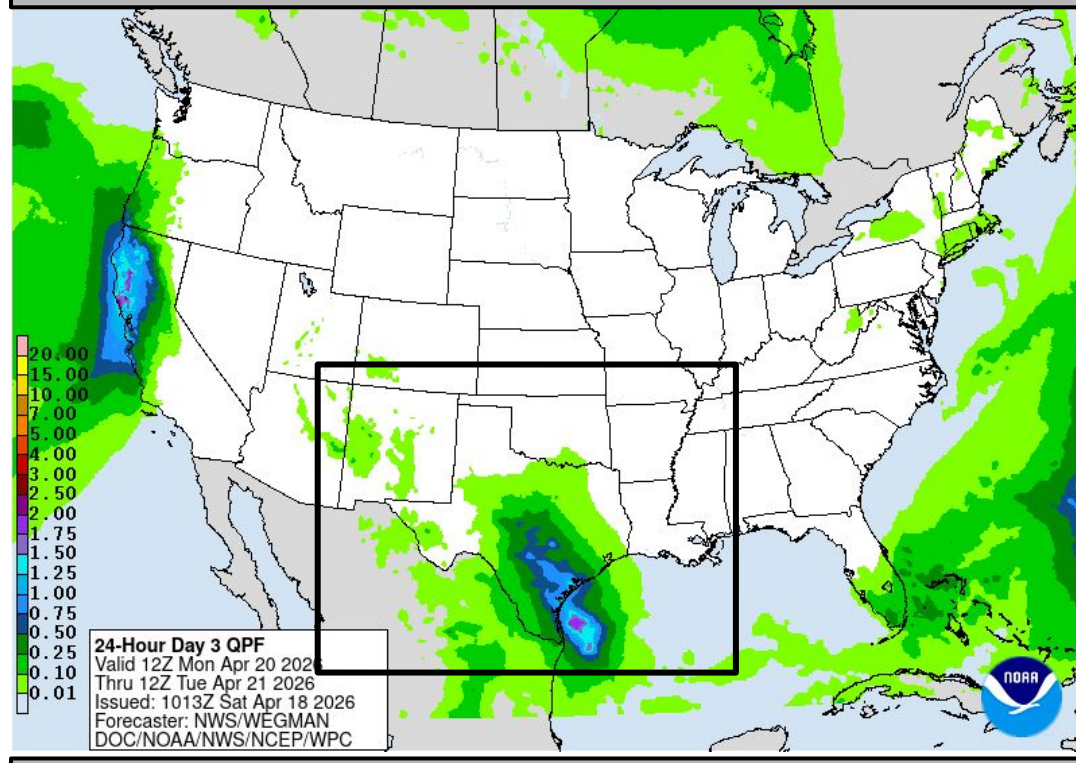 20.00
15.00
10.00
7.00
5.00
4.00
3.00
2.50
2.00
1.75
1.50
1.25
1.00
0.75
0.50
0.25
0.10
0.01
24-Hour Day 3 QPF
Valid 12Z Mon Apr 20 2026
Thru 12Z Tue Apr 21 2026
Issued: 1013Z Sat Apr 18 2026
Forecaster: NWS/WEGMAN
DOC/NOAA/NWS/NCEP/WPC
NOAA